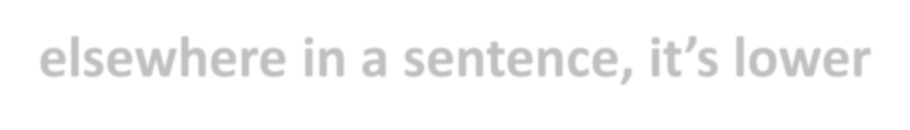 elsewhere in a sentence, it’s lower